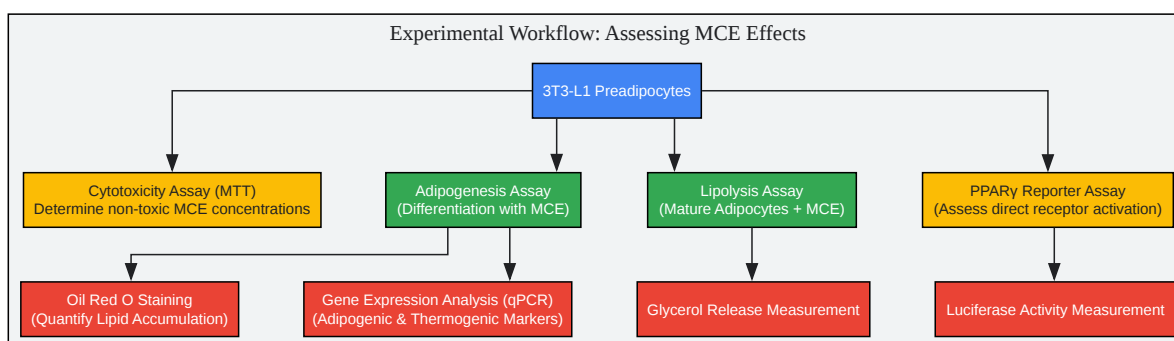 Experimental Workflow: Assessing MCE Effects
3T3-L1 Preadipocytes
Cytotoxicity Assay (MTT)
Determine non-toxic MCE concentrations
Adipogenesis Assay
(Differentiation with MCE)
Lipolysis Assay
(Mature Adipocytes + MCE)
PPARγ Reporter Assay
(Assess direct receptor activation)
Oil Red O Staining
(Quantify Lipid Accumulation)
Gene Expression Analysis (qPCR)
(Adipogenic & Thermogenic Markers)
Glycerol Release Measurement
Luciferase Activity Measurement